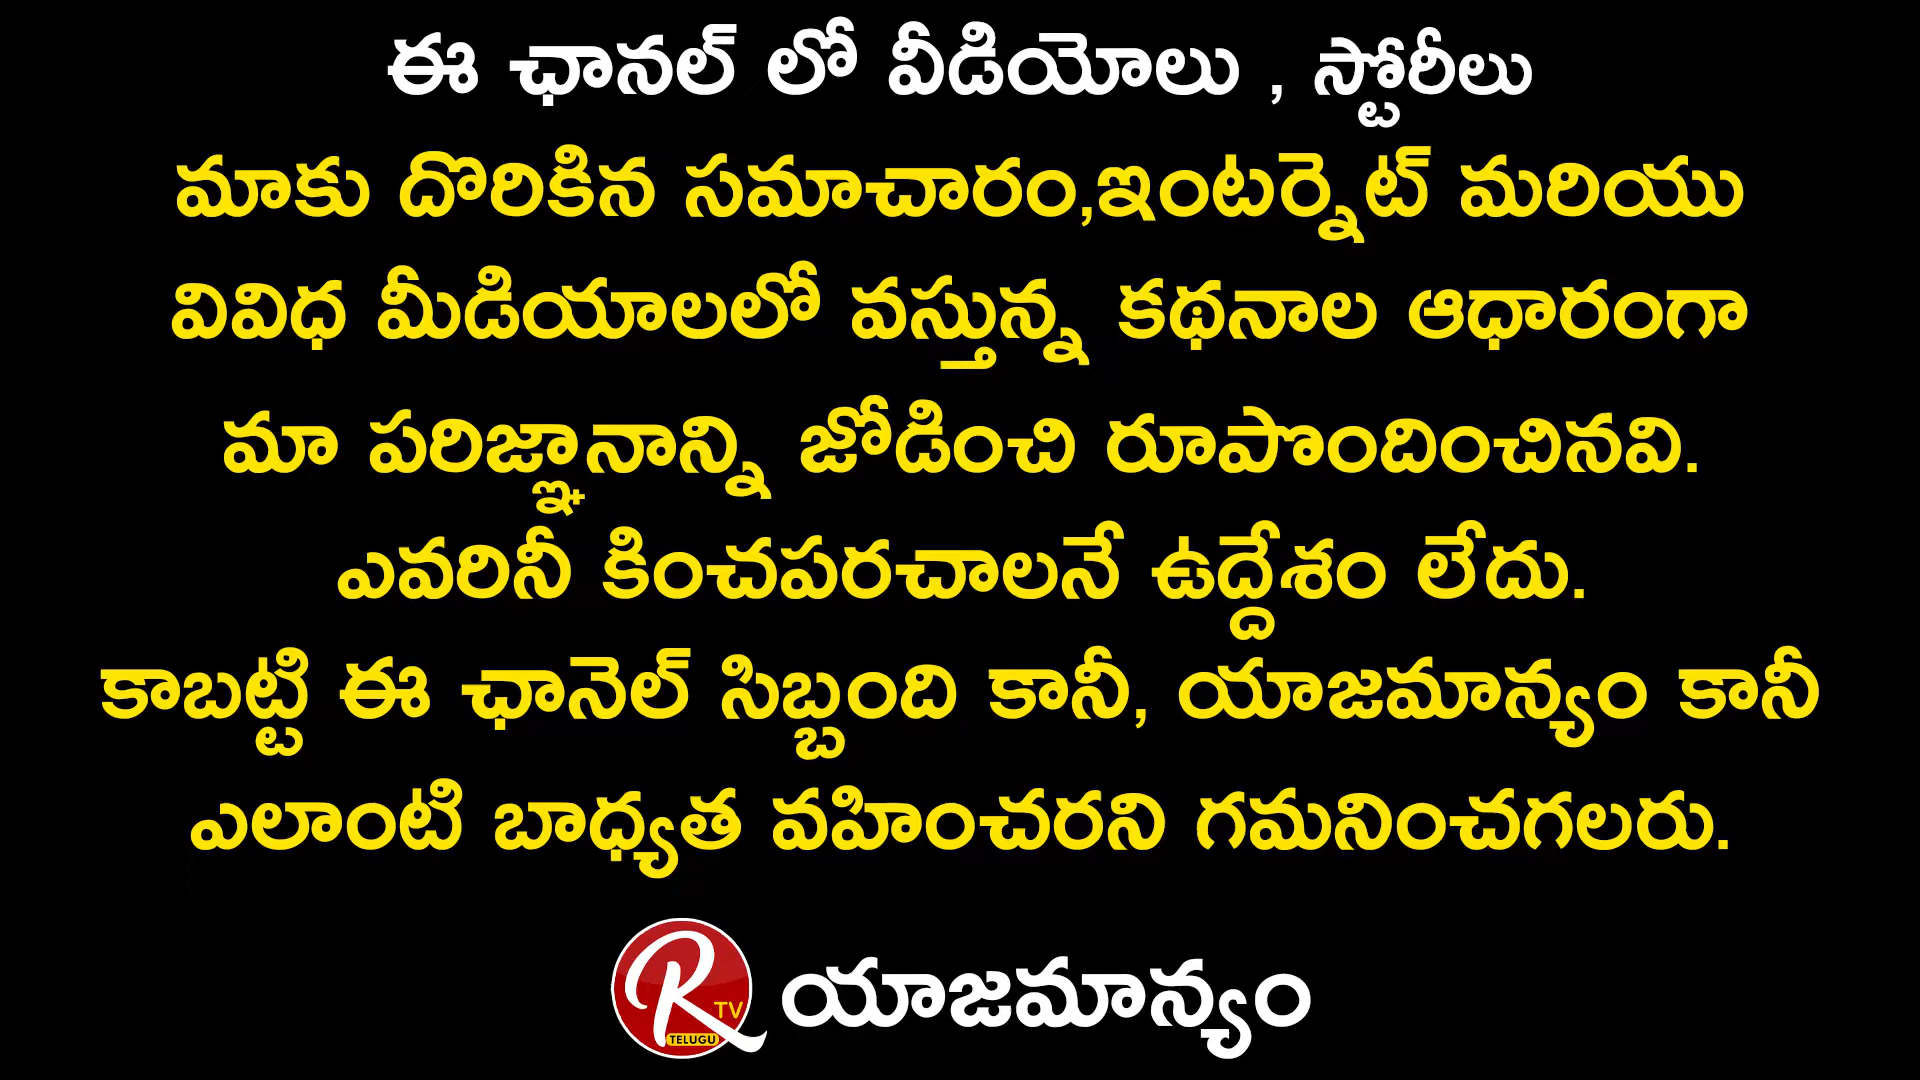 ఈ ఛానల్ లో వీడియోలు , స్టోరీలు
మాకు దొరికిన సమాచారం,ఇంటర్నెట్ మరియు
వివిధ మీడియాలలో వస్తున్న కథనాల ఆధారంగా
మా పరిజ్ఞానాన్ని జోడించి రూపొందించినవి.
ఎవరినీ కించపరచాలనే ఉద్దేశం లేదు.
కాబట్టి ఈ ఛానెల్ సిబ్బంది కానీ, యాజమాన్యం కానీ
ఎలాంటి బాధ్యత వహించరని గమనించగలరు.
R TV TELUGU యాజమాన్యం